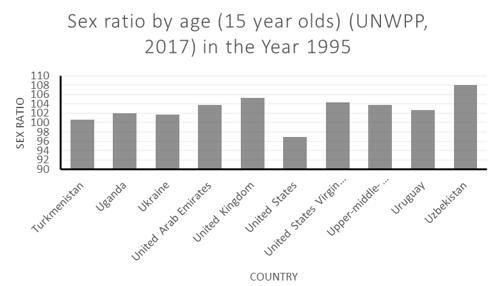 Sex ratio by age (15 year olds) (UNWPP,
2017) in the Year 1995
110
108
106
104
102
100
98
96
94
92
90
SEX RATIO
Turkmenistan
Uganda
Ukraine
United Arab Emirates
United Kingdom
United States
United States Virgin...
Upper-middle-...
Uruguay
Uzbekistan
COUNTRY